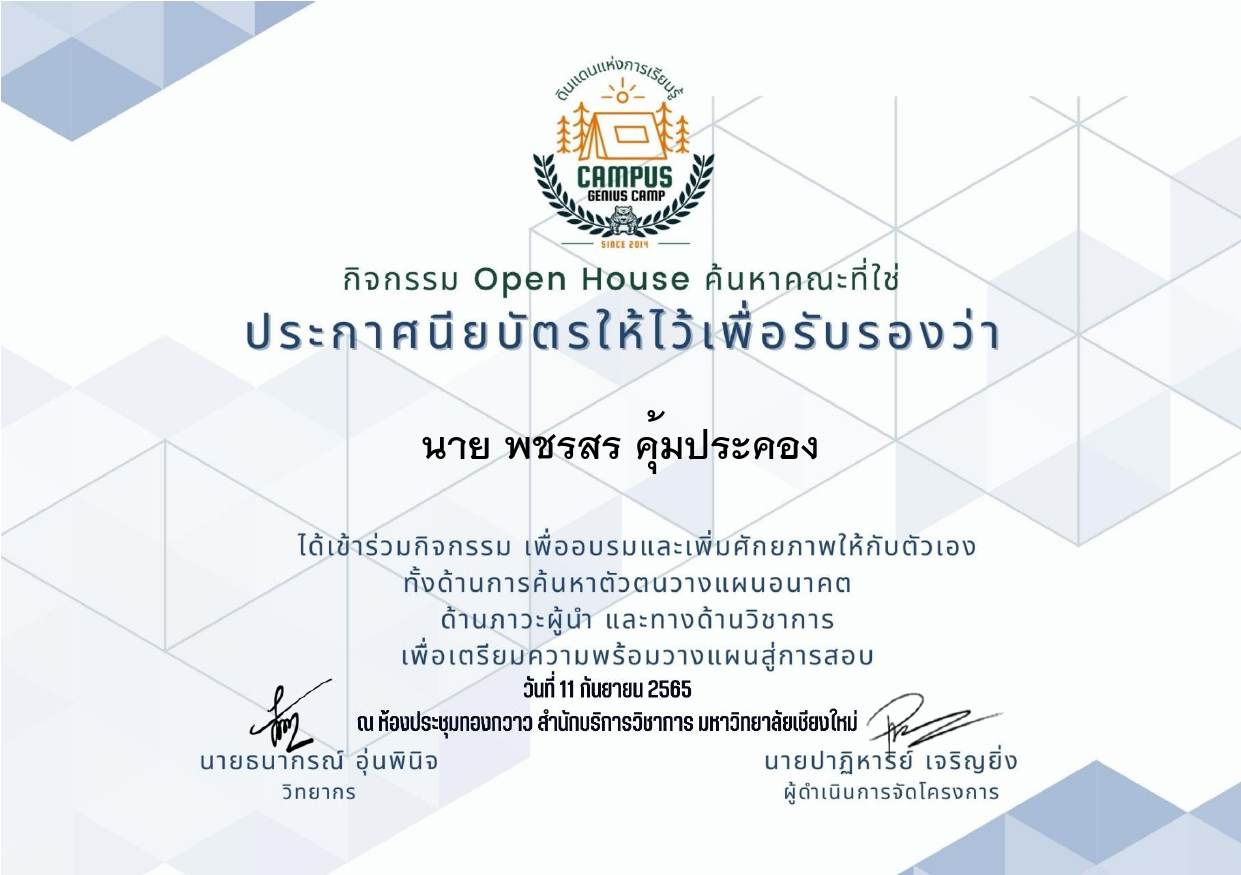 ดินแดนแห่งการเรียนรู้
CAMPUS
GENIUS CAMP
SINCE 2014
กิจกรรม Open House ค้นหาคณะที่ใช่
ประกาศนียบัตรให้ไว้เพื่อรับรองว่า
นาย พชรสร คุ้มประคอง
ได้เข้าร่วมกิจกรรม เพื่ออบรมและเพิ่มศักยภาพให้กับตัวเอง
ทั้งด้านการค้นหาตัวตนวางแผนอนาคต
ด้านภาวะผู้นำ และทางด้านวิชาการ
เพื่อเตรียมความพร้อมวางแผนสู่การสอบ
วันที่ 11 กันยายน 2565
ณ ห้องประชุมทองกวาว สำนักบริการวิชาการ มหาวิทยาลัยเชียงใหม่
นายธนาภรณ์ อุ่นพินิจ
วิทยากร
นายปาฏิหาริย์ เจริญยิ่ง
ผู้ดำเนินการจัดโครงการ